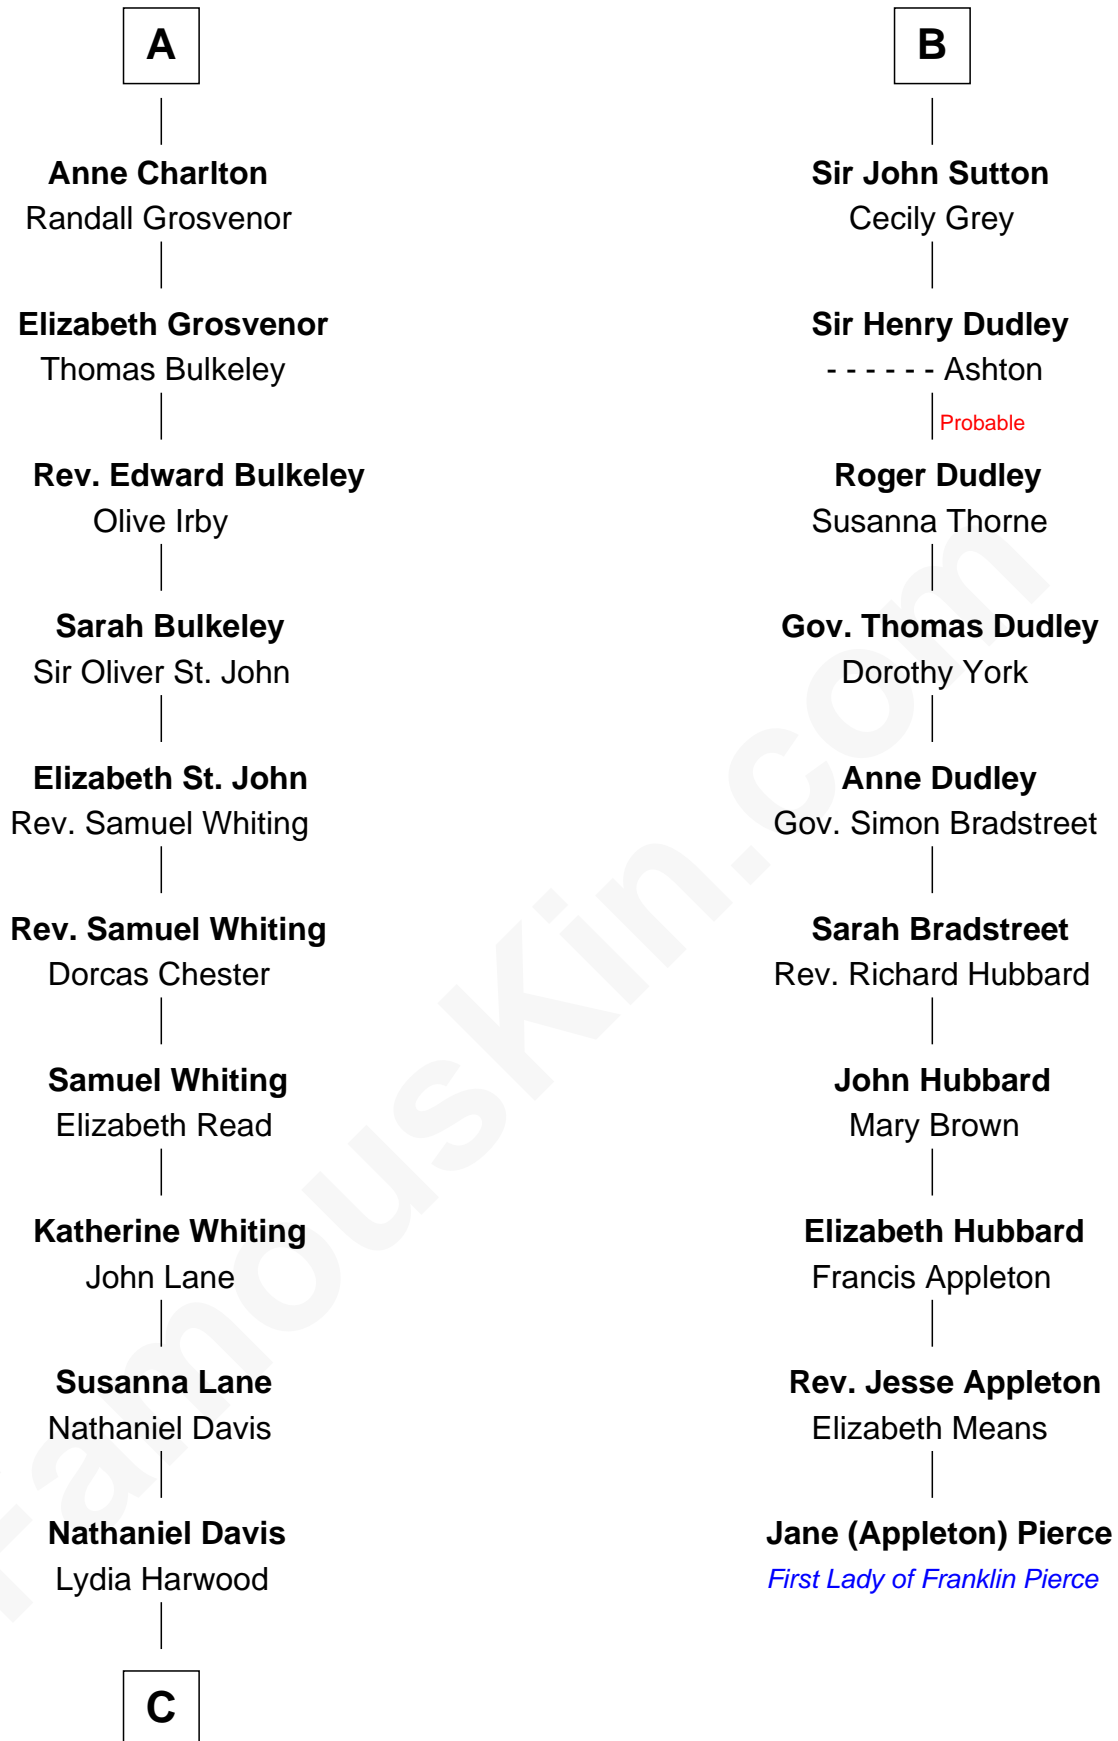 A
Anne Charlton
Randall Grosvenor
Elizabeth Grosvenor
Thomas Bulkeley
Rev. Edward Bulkeley
Olive Irby
Sarah Bulkeley
Sir Oliver St. John
Elizabeth St. John
Rev. Samuel Whiting
Rev. Samuel Whiting
Dorcas Chester
Samuel Whiting
Elizabeth Read
Katherine Whiting
John Lane
Susanna Lane
Nathaniel Davis
Nathaniel Davis
Lydia Harwood
C
B
Sir John Sutton
Cecily Grey
Sir Henry Dudley
- - - - - - Ashton
Probable
Roger Dudley
Susanna Thorne
Gov. Thomas Dudley
Dorothy York
Anne Dudley
Gov. Simon Bradstreet
Sarah Bradstreet
Rev. Richard Hubbard
John Hubbard
Mary Brown
Elizabeth Hubbard
Francis Appleton
Rev. Jesse Appleton
Elizabeth Means
Jane (Appleton) Pierce
First Lady of Franklin Pierce
FamousKin.com